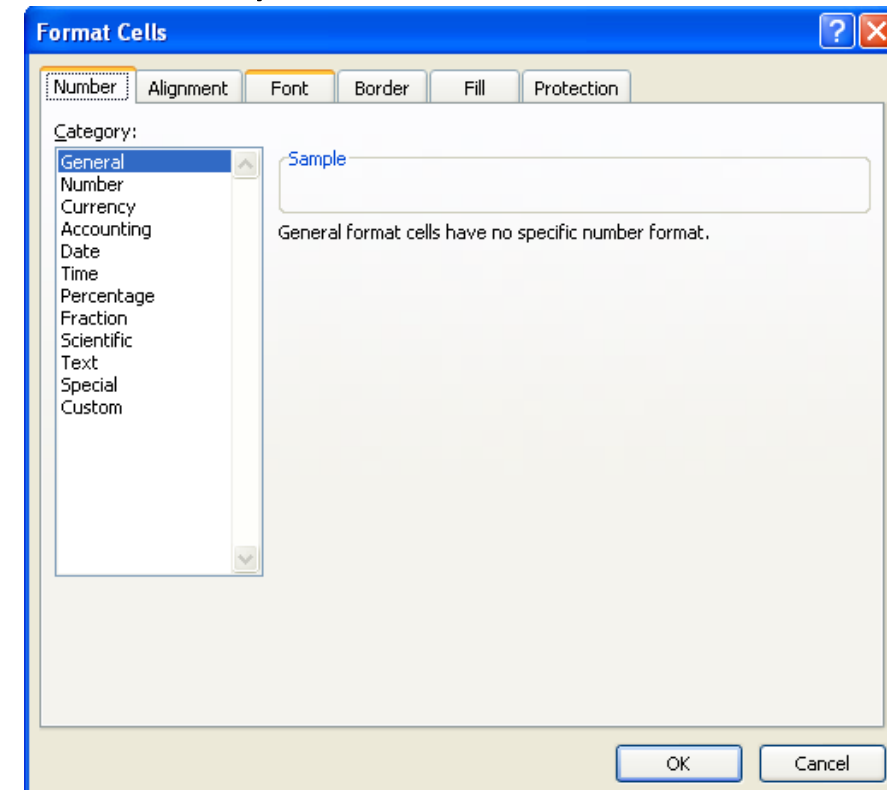 Format Cells
Number Alignment Font Border Fill Protection
Category:
General
Number
Currency
Accounting
Date
Time
Percentage
Fraction
Scientific
Text
Special
Custom
Sample
General format cells have no specific number format.
OK Cancel